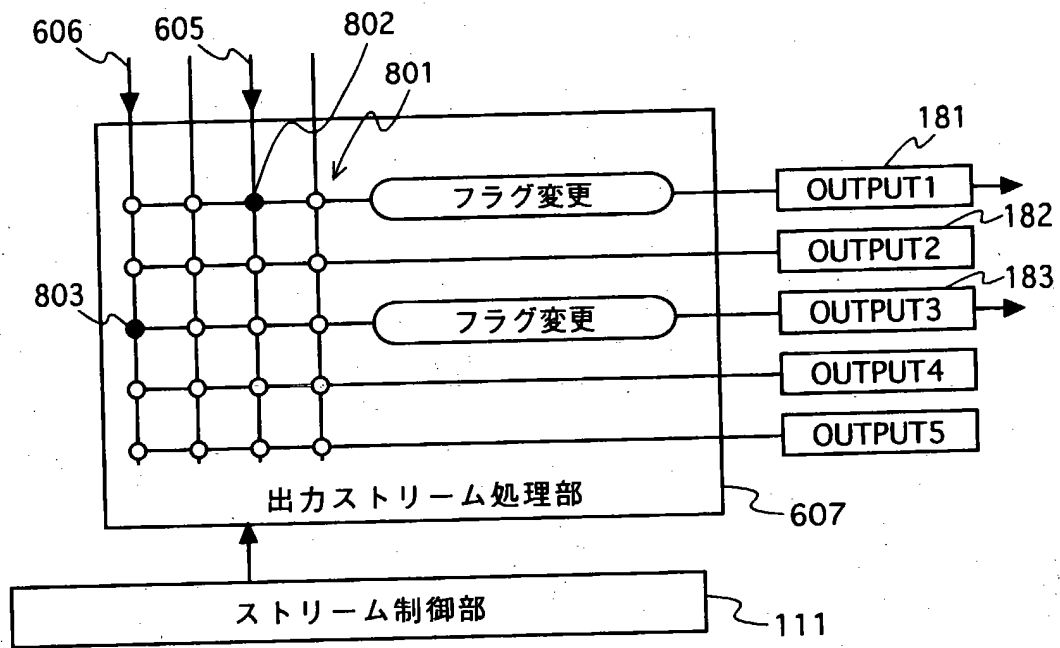 606
605
802
801
181
フラグ変更
OUTPUT1
182
OUTPUT2
803
183
フラグ変更
OUTPUT3
OUTPUT4
OUTPUT5
出力ストリーム処理部
607
ストリーム制御部
111